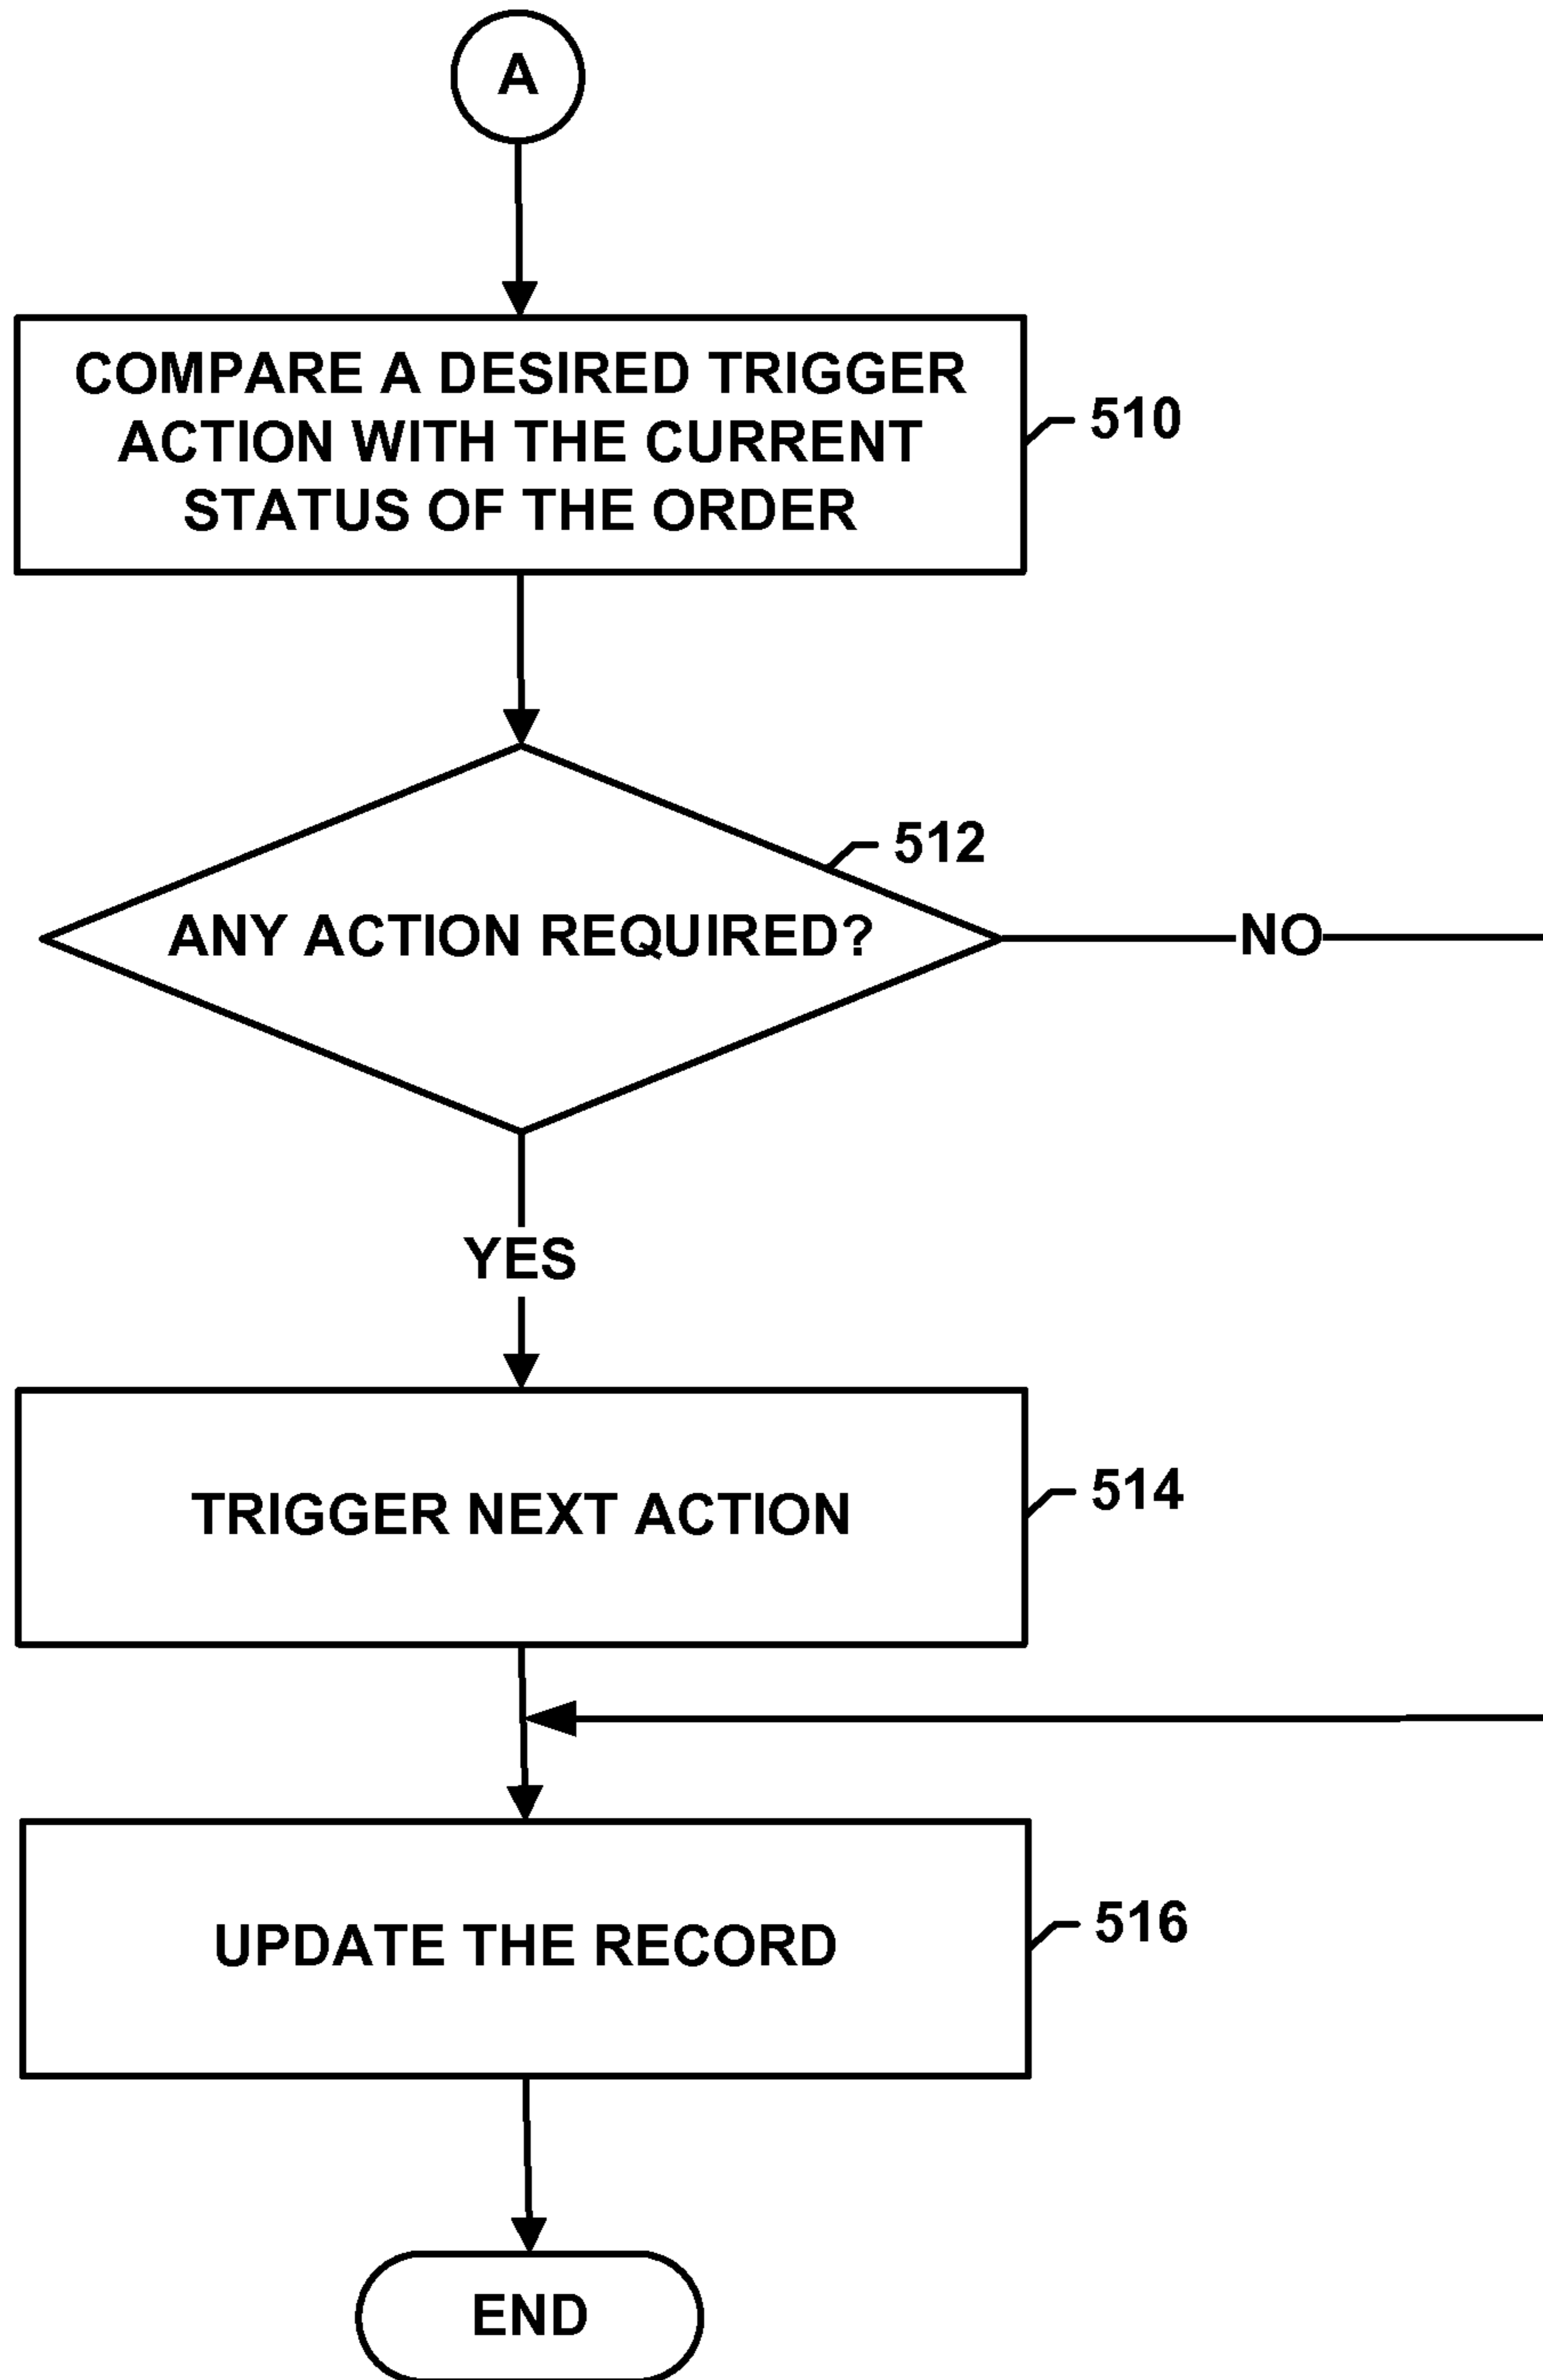 A
COMPARE A DESIRED TRIGGER
ACTION WITH THE CURRENT
STATUS OF THE ORDER
510
512
ANY ACTION REQUIRED?
NO
YES
TRIGGER NEXT ACTION
514
UPDATE THE RECORD
516
END